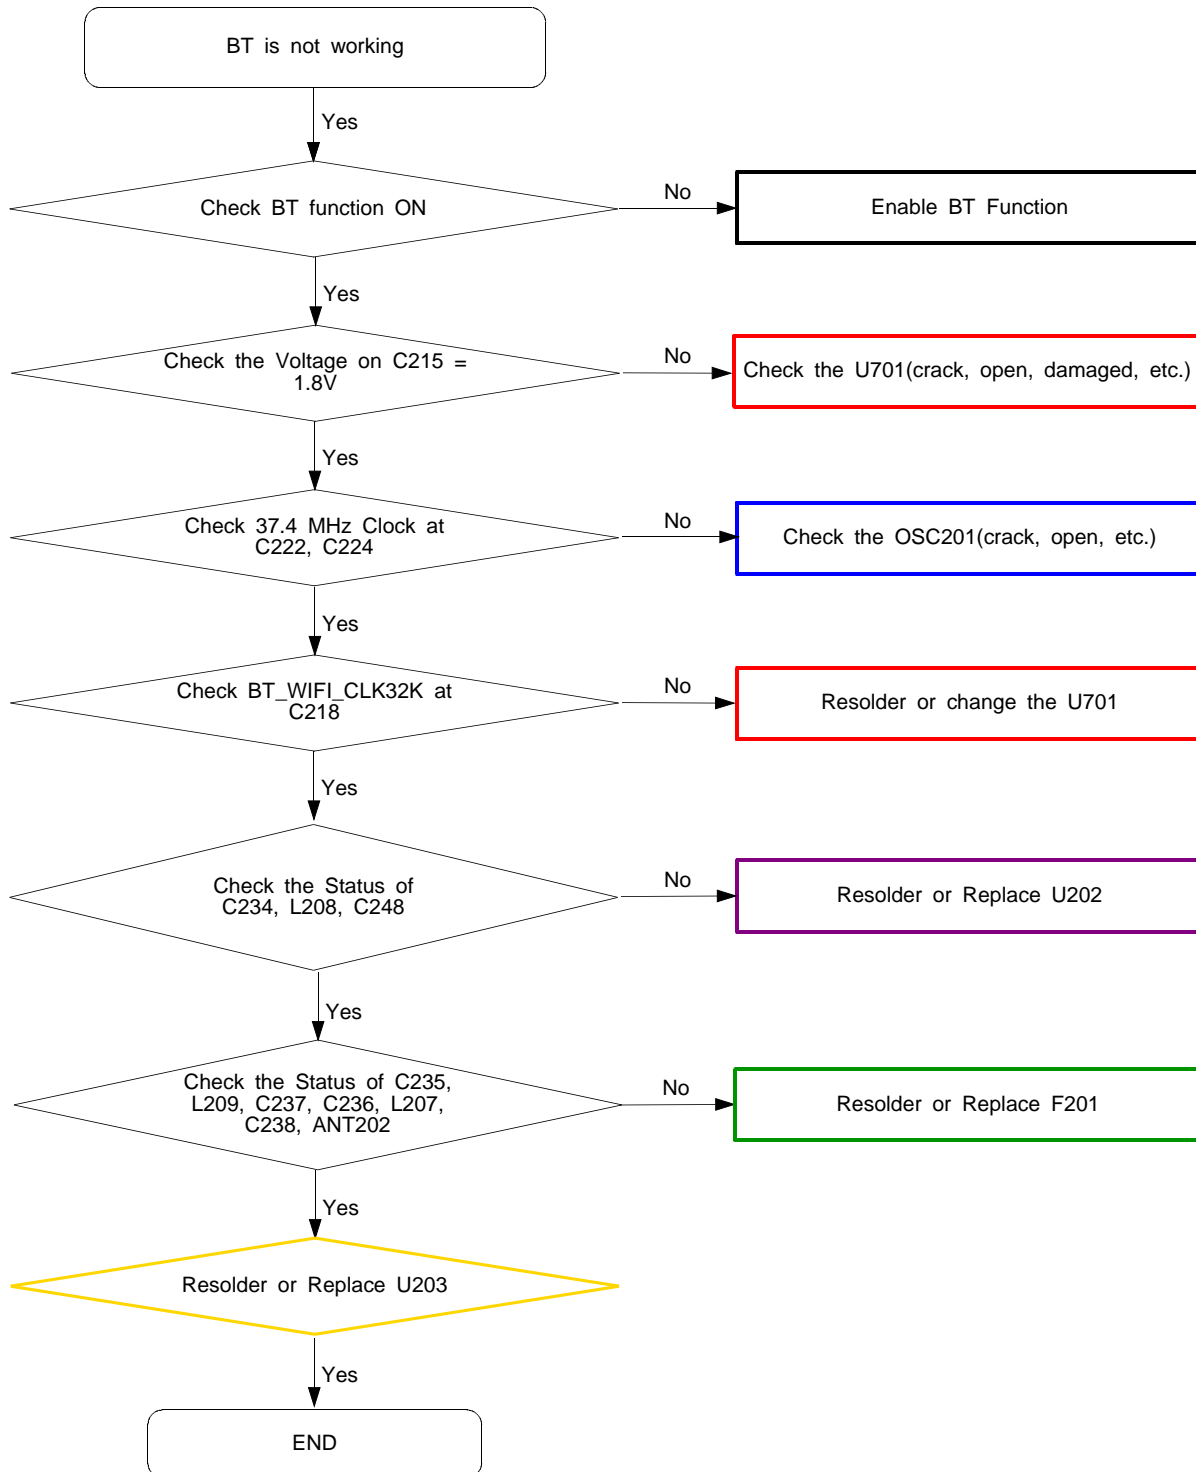 BT is not working
Yes
Check BT function ON
No
Enable BT Function
Yes
Check the Voltage on C215 =
1.8V
No
Check the U701(crack, open, damaged, etc.)
Yes
Check 37.4 MHz Clock at
C222, C224
No
Check the OSC201(crack, open, etc.)
Yes
Check BT_WIFI_CLK32K at
C218
No
Resolder or change the U701
Yes
Check the Status of
C234, L208, C248
No
Resolder or Replace U202
Yes
Check the Status of C235,
L209, C237, C236, L207,
C238, ANT202
No
Resolder or Replace F201
Yes
Resolder or Replace U203
Yes
END